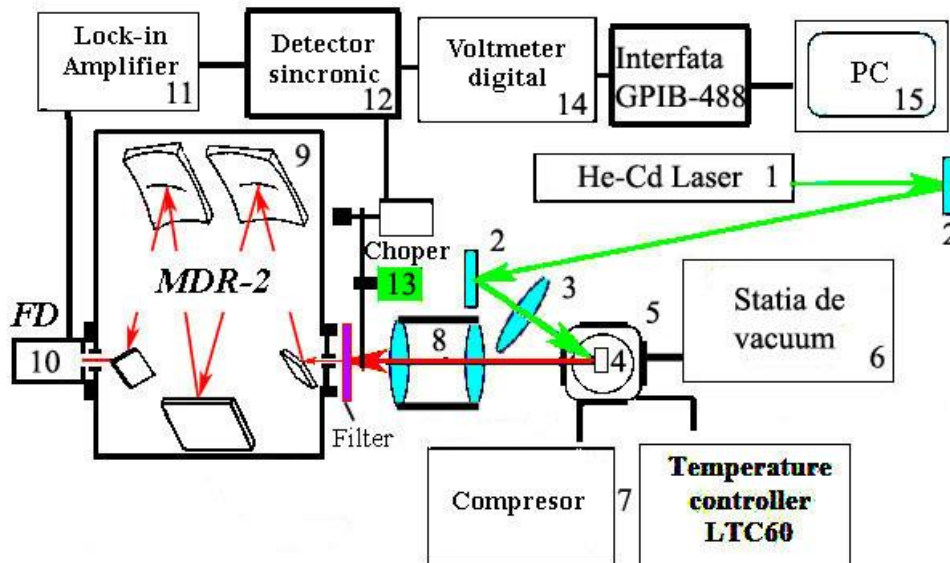 Lock-in
Amplifier
11
Detector
sincronic
12
Voltmeter
digital
14
Interfata
GPIB-488
PC
15
9
He-Cd Laser 1
2
Choper
13
2
3
MDR-2
FD
10
8
Filter
5
4
Statia de
vacuum
6
Compresor
7
Temperature
controller
LTC60